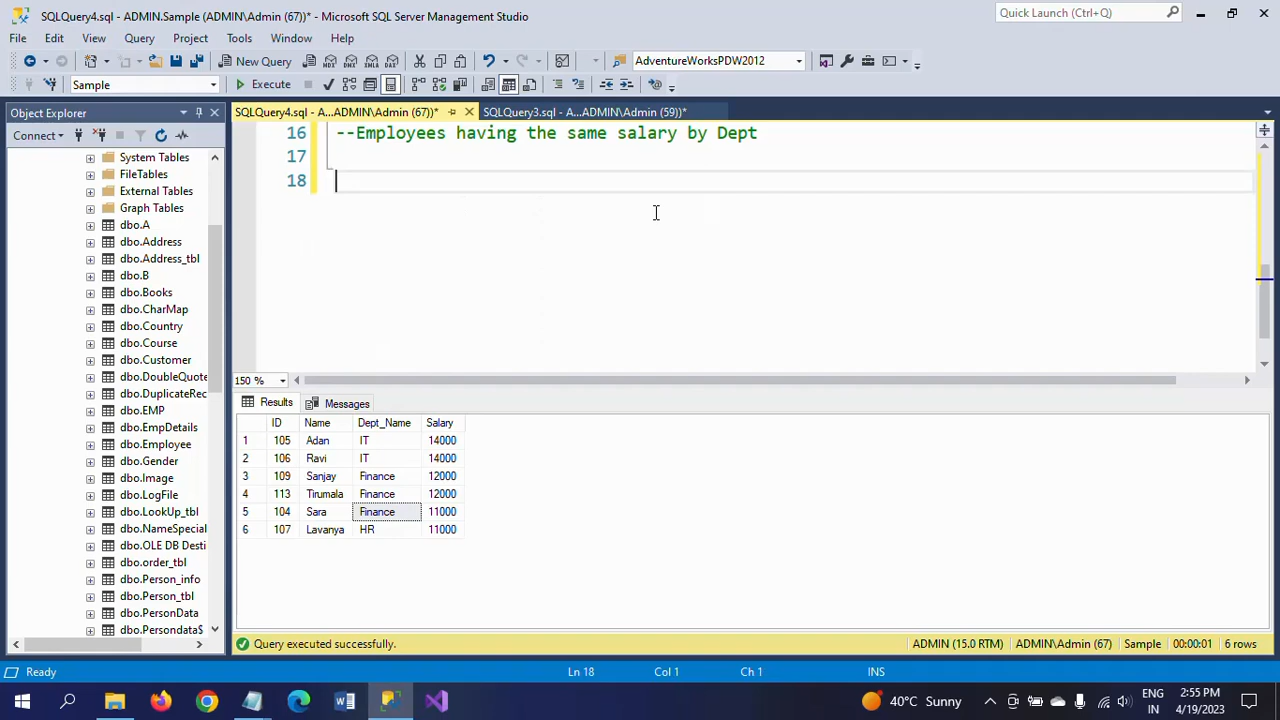 SQLQuery4.sql - ADMIN.Sample (ADMIN\Admin (67))* - Microsoft SQL Server Management Studio
Quick Launch (Ctrl+Q)
File Edit View Query Project Tools Window Help
New Query
MDX DMX XMLA DAX
AdventureWorksPDW2012
Sample
Execute
Object Explorer
SQLQuery4.sql - A...ADMIN\Admin (67))*
SQLQuery3.sql - A...ADMIN\Admin (59))*
Connect
System Tables
FileTables
External Tables
Graph Tables
dbo.A
dbo.Address
dbo.Address_tbl
dbo.B
dbo.Books
dbo.CharMap
dbo.Country
dbo.Course
dbo.Customer
dbo.DoubleQuote
dbo.DuplicateRec
dbo.EMP
dbo.EmpDetails
dbo.Employee
dbo.Gender
dbo.Image
dbo.LogFile
dbo.LookUp_tbl
dbo.NameSpecial
dbo.OLE DB Desti
dbo.order_tbl
dbo.Person_info
dbo.Person_tbl
dbo.PersonData
dbo.Persondata$
16 --Employees having the same salary by Dept
17
18
150 %
Results Messages
ID Name Dept_Name Salary
1 105 Adan IT 14000
2 106 Ravi IT 14000
3 109 Sanjay Finance 12000
4 113 Tirumala Finance 12000
5 104 Sara Finance 11000
6 107 Lavanya HR 11000
Query executed successfully.
ADMIN (15.0 RTM) ADMIN\Admin (67) Sample 00:00:01 6 rows
Ready Ln 18 Col 1 Ch 1 INS
40°C Sunny
ENG
IN
2:55 PM
4/19/2023